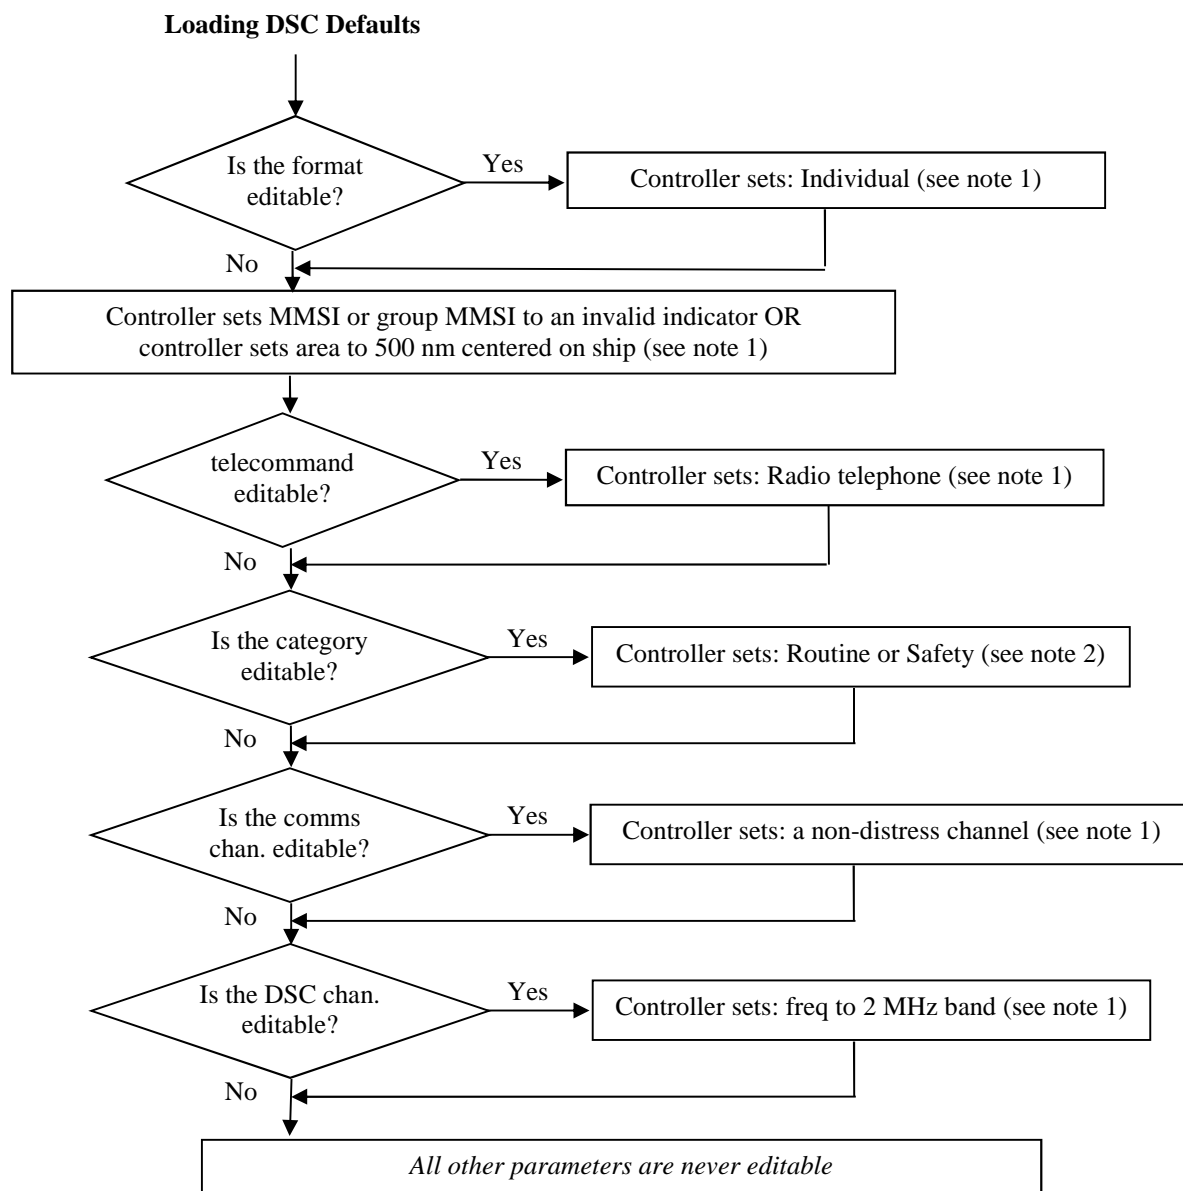 Loading DSC Defaults
Is the format
editable?
Yes
Controller sets: Individual (see note 1)
No
Controller sets MMSI or group MMSI to an invalid indicator OR
controller sets area to 500 nm centered on ship (see note 1)
telecommand
editable?
Yes
Controller sets: Radio telephone (see note 1)
No
Is the category
editable?
Yes
Controller sets: Routine or Safety (see note 2)
No
Is the comms
chan. editable?
Yes
Controller sets: a non-distress channel (see note 1)
No
Is the DSC chan.
editable?
Yes
Controller sets: freq to 2 MHz band (see note 1)
No
All other parameters are never editable